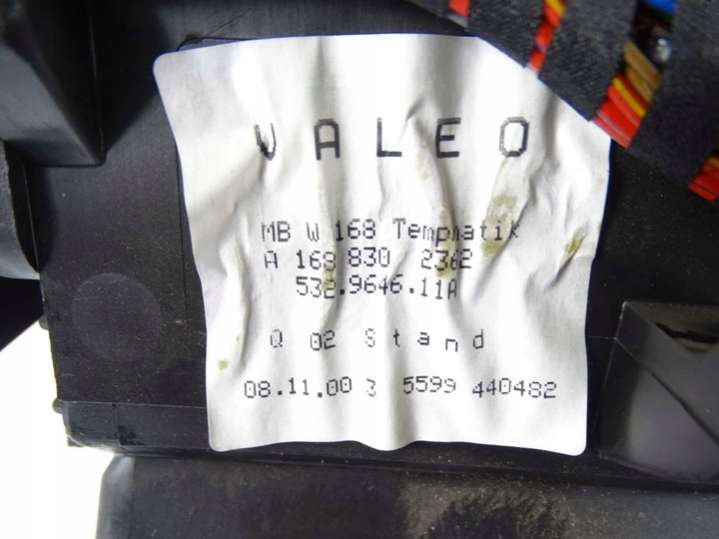 VALEO
MB W 168 Tempmatik
A 168 830 2362
532.9646.11A
Q 02 Stand
08.11.00 3 5599 440482